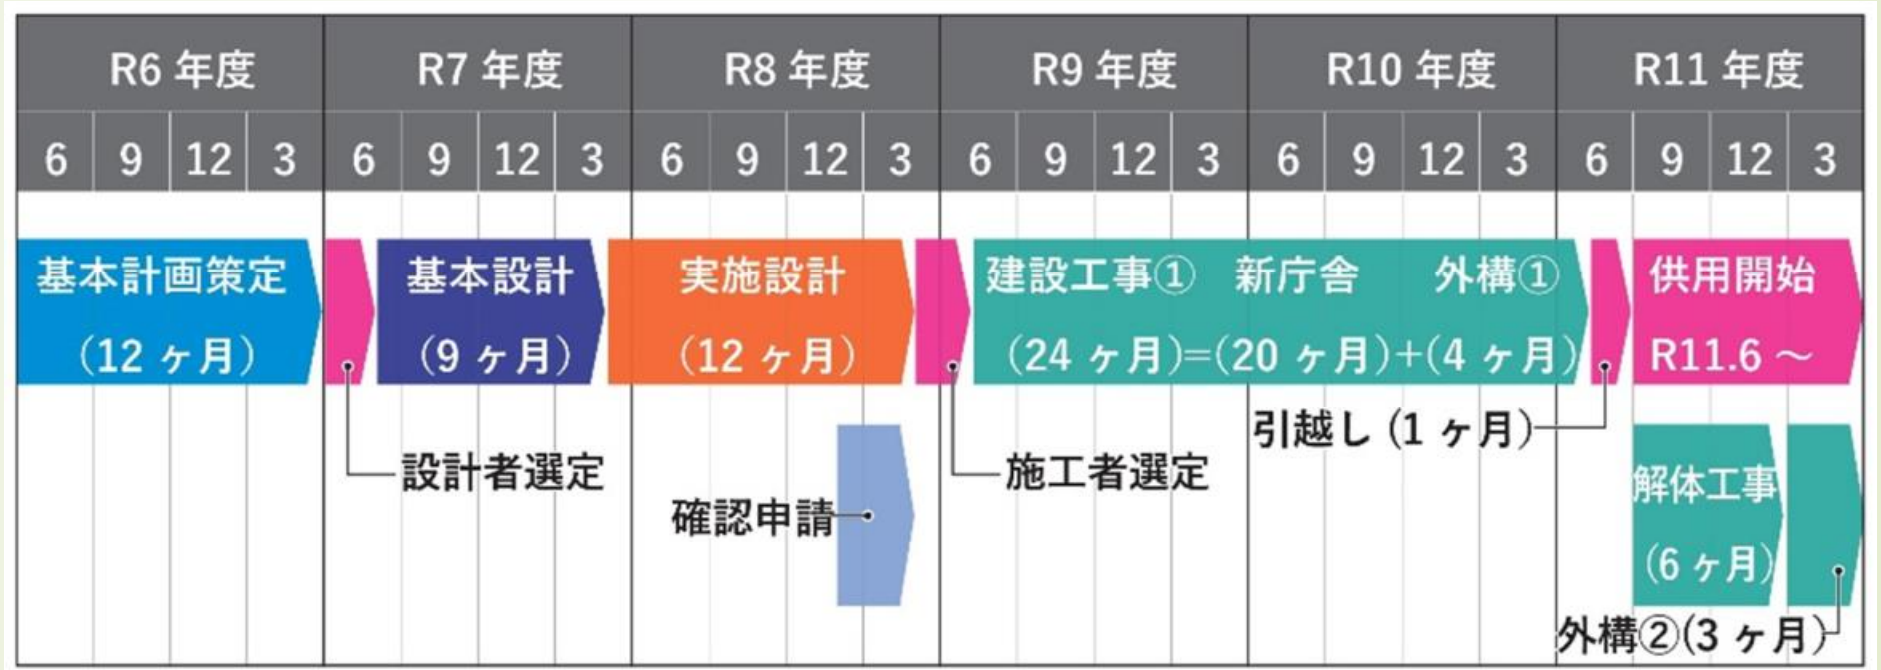 R6 年度 R7 年度 R8 年度 R9 年度 R10 年度 R11 年度
6 9 12 3 6 9 12 3 6 9 12 3 6 9 12 3 6 9 12 3 6 9 12 3
基本計画策定
(12 ヶ月)
設計者選定
基本設計
(9 ヶ月)
実施設計
(12 ヶ月)
確認申請
施工者選定
建設工事① 新庁舎 外構①
(24 ヶ月)=(20 ヶ月)+(4 ヶ月)
引越し (1 ヶ月)
供用開始
R11.6 ～
解体工事
(6 ヶ月)
外構②(3 ヶ月)